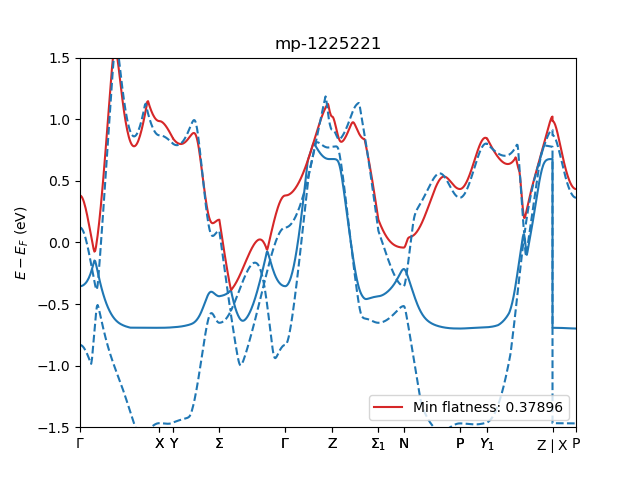 mp-1225221
E − E_F (eV)
1.5
1.0
0.5
0.0
−0.5
−1.0
−1.5
Min flatness: 0.37896
Γ X Y Σ Γ Z Σ₁ N P Y₁ Z | X P